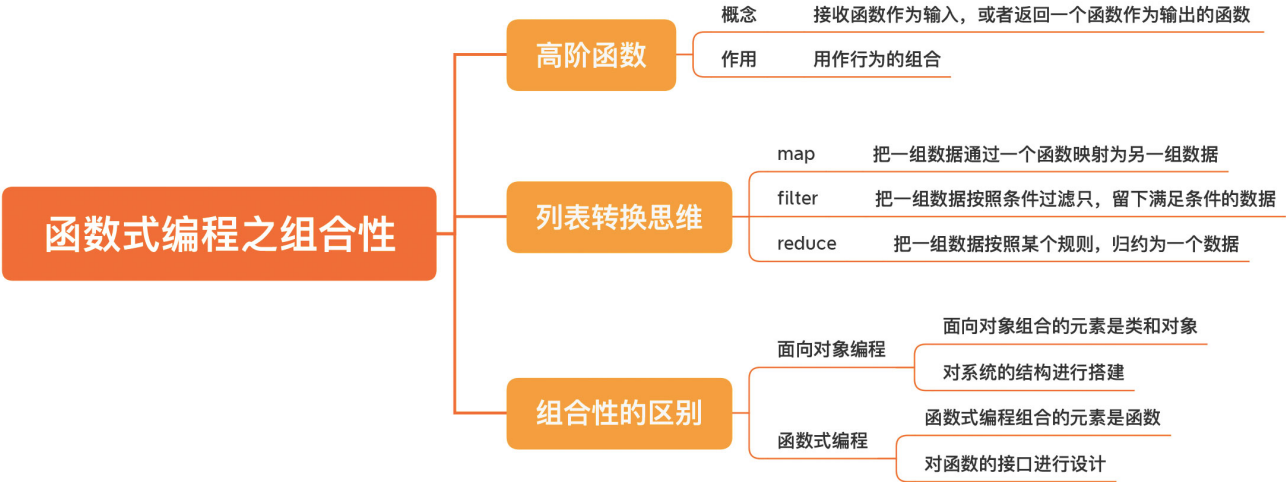 函数式编程之组合性
高阶函数
概念 接收函数作为输入，或者返回一个函数作为输出的函数
作用 用作行为的组合
列表转换思维
map 把一组数据通过一个函数映射为另一组数据
filter 把一组数据按照条件过滤只，留下满足条件的数据
reduce 把一组数据按照某个规则，归约为一个数据
组合性的区别
面向对象编程
面向对象组合的元素是类和对象
对系统的结构进行搭建
函数式编程
函数式编程组合的元素是函数
对函数的接口进行设计